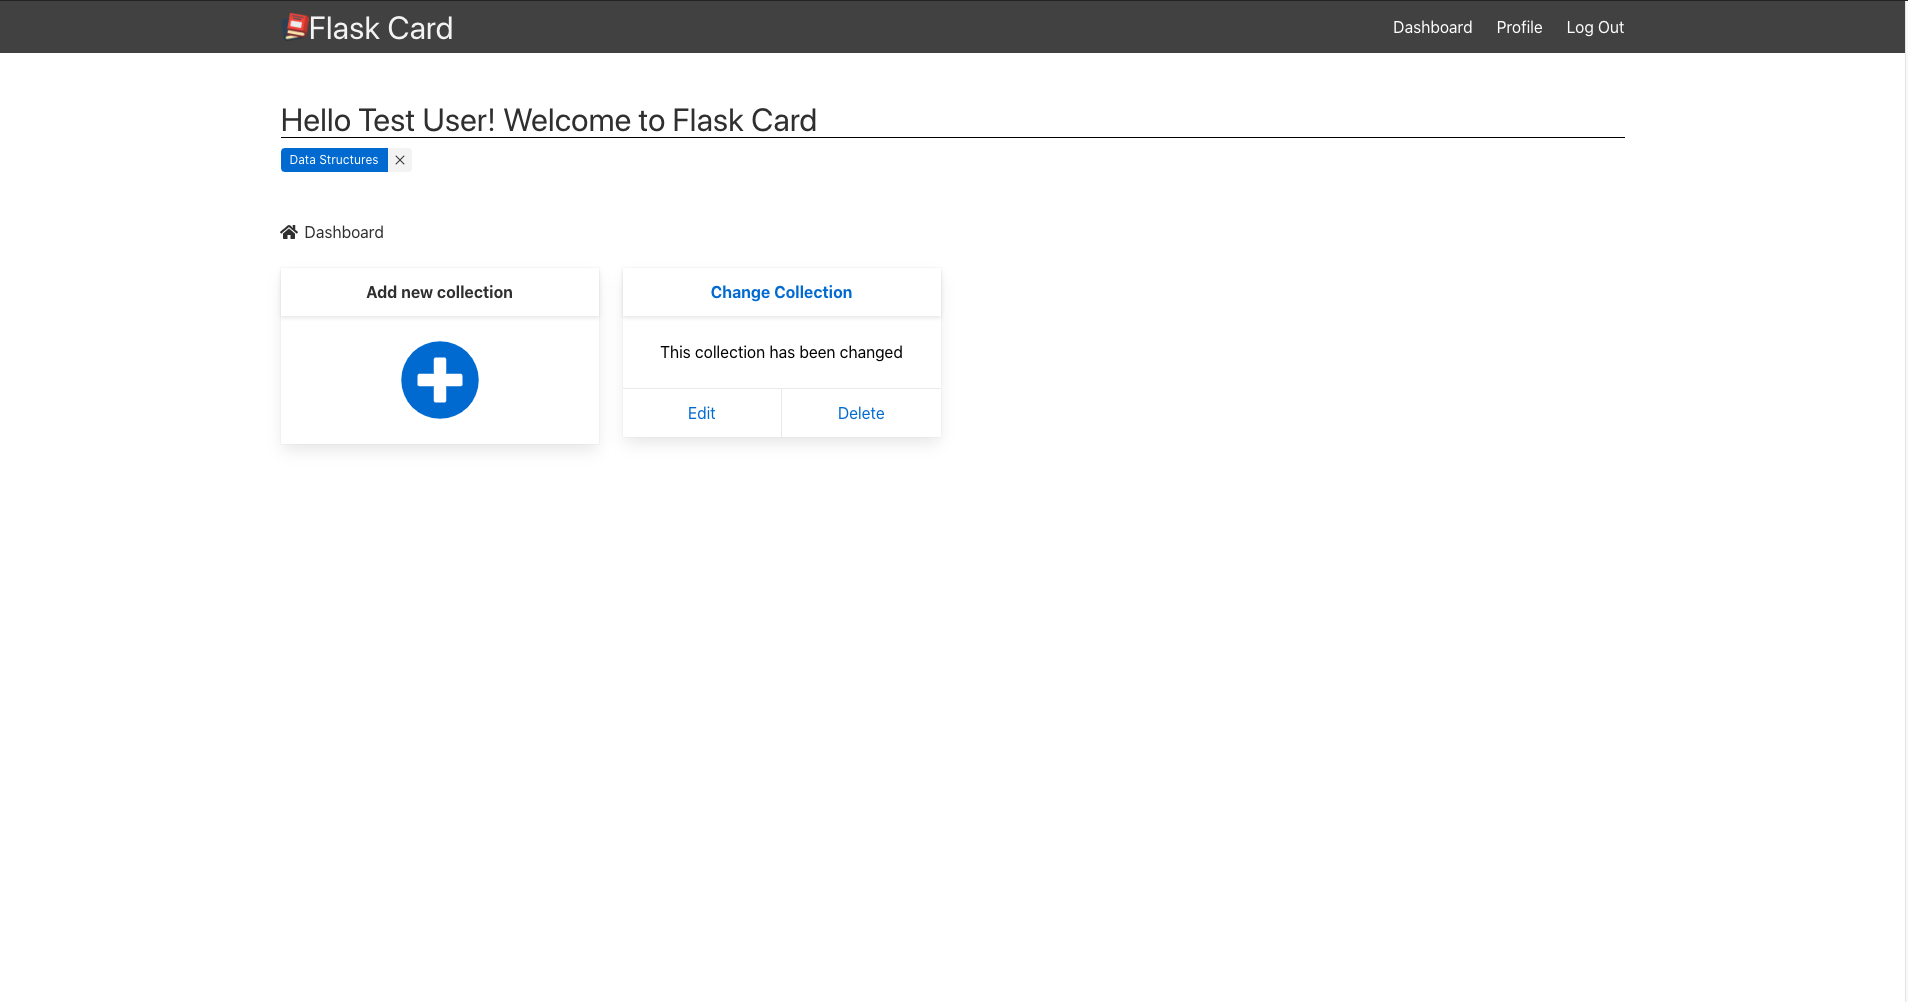 Flask Card
Dashboard Profile Log Out
Hello Test User! Welcome to Flask Card
Data Structures
Dashboard
Add new collection
Change Collection
This collection has been changed
Edit Delete